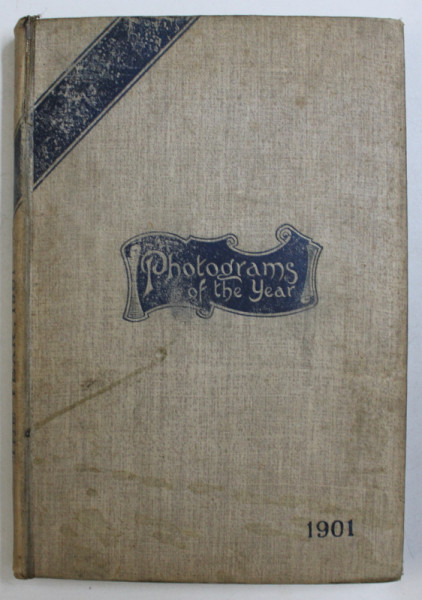 Photograms
of the Year
1901